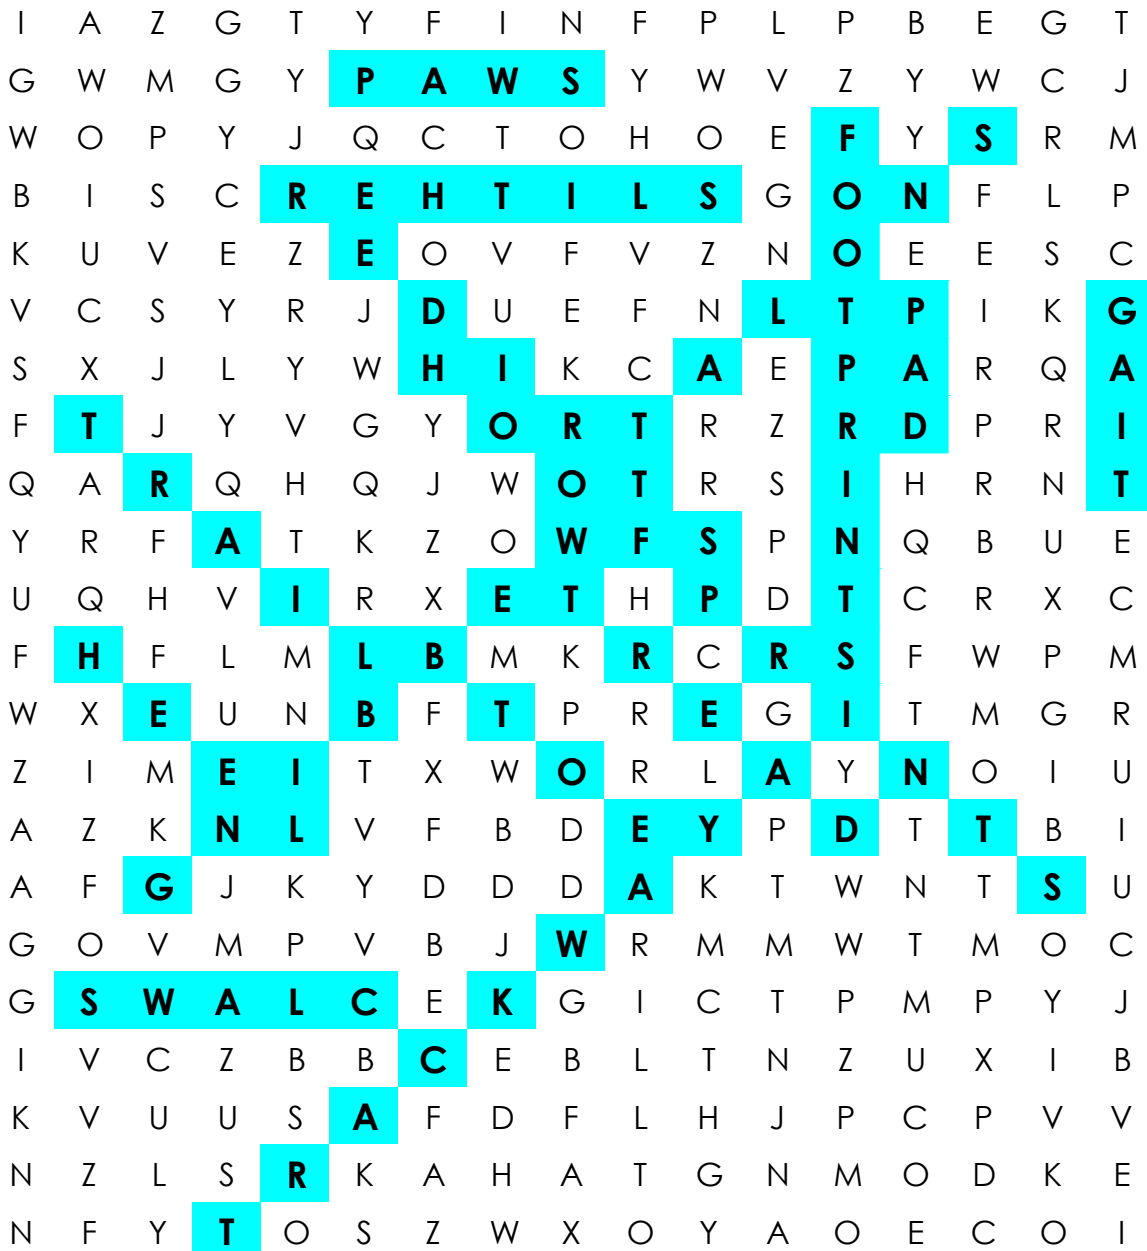 I A Z G T Y F I N F P L P B E G T
G W M G Y P A W S Y W V Z Y W C J
W O P Y J Q C T O H O E F Y S R M
B I S C R E H T I L S G O N F L P
K U V E Z E O V F V Z N O E E S C
V C S Y R J D U E F N L T P I K G
S X J L Y W H I K C A E P A R Q A
F T J Y V G Y O R T R Z R D P R I
Q A R Q H Q J W O T R S I H R N T
Y R F A T K Z O W F S P N Q B U E
U Q H V I R X E T H P D T C R X C
F H F L M L B M K R C R S F W P M
W X E U N B F T P R E G I T M G R
Z I M E I T X W O R L A Y N O I U
A Z K N L V F B D E Y P D T T B I
A F G J K Y D D D A K T W N T S U
G O V M P V B J W R M M W T M O C
G S W A L C E K G I C T P M P Y J
I V C Z B B C E B L T N Z U X I B
K V U U S A F D F L H J P C P V V
N Z L S R K A H A T G N M O D K E
N F Y T O S Z W X O Y A O E C O I